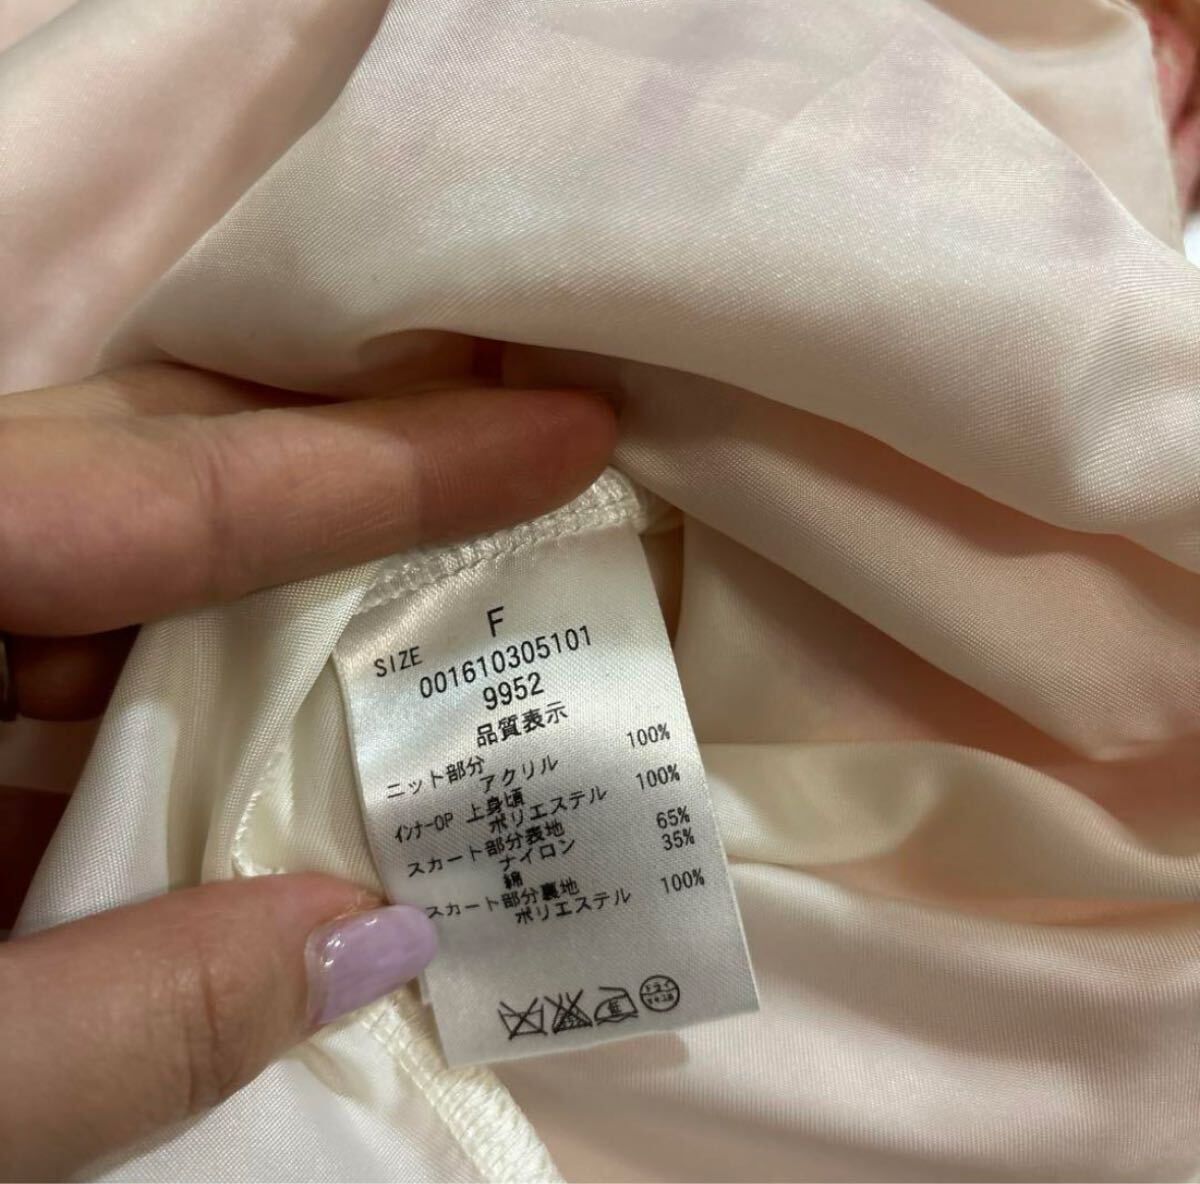 SIZE F
001610305101
9952
品質表示
ニット部分
アクリル 100%
インナーOP 上身頃
ポリエステル 100%
スカート部分表地
ナイロン 65%
綿 35%
スカート部分裏地
ポリエステル 100%
ドライ